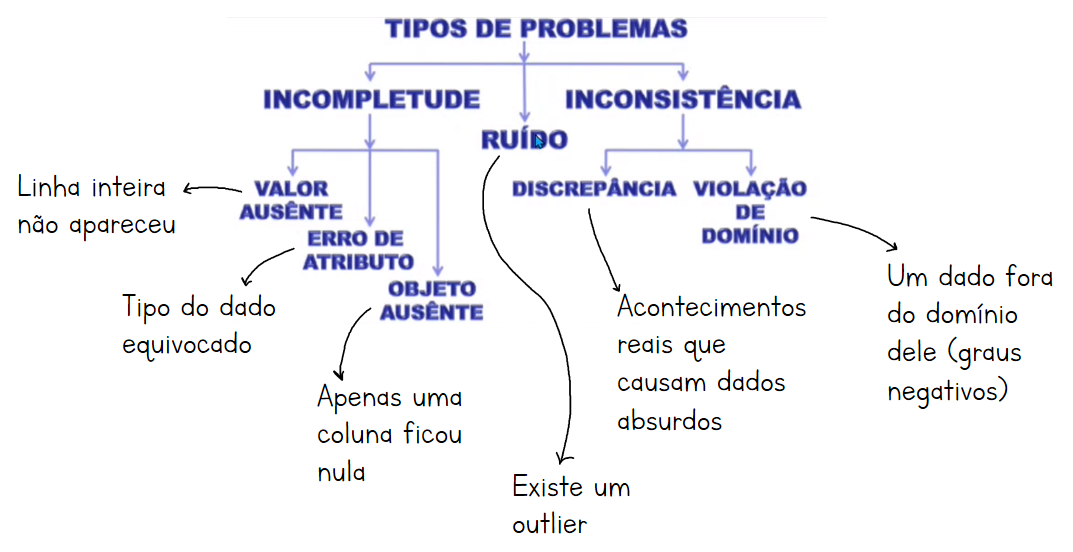 TIPOS DE PROBLEMAS
INCOMPLETUDE
INCONSISTÊNCIA
RUÍDO
Linha inteira
não apareceu
VALOR
AUSÊNTE
DISCREPÂNCIA
VIOLAÇÃO
DE
DOMÍNIO
ERRO DE
ATRIBUTO
OBJETO
AUSÊNTE
Tipo do dado
equivocado
Apenas uma
coluna ficou
nula
Existe um
outlier
Acontecimentos
reais que
causam dados
absurdos
Um dado fora
do domínio
dele (graus
negativos)